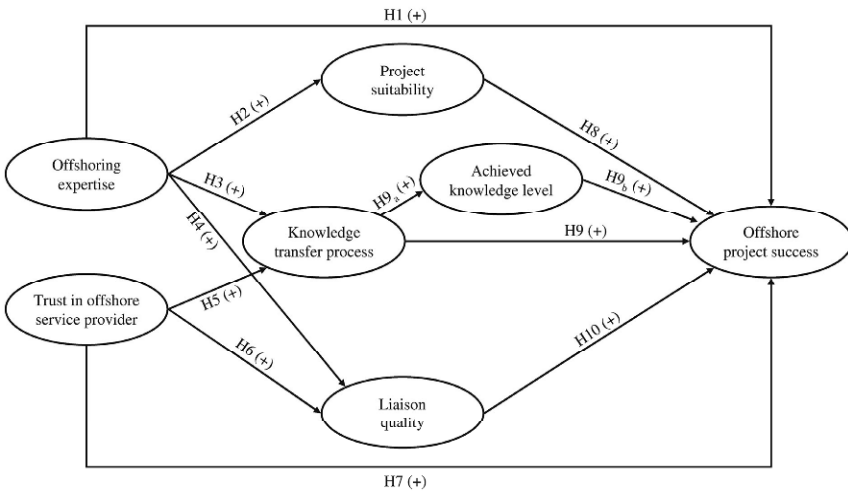 H1 (+)
Project
suitability
H2 (+)
H8 (+)
Offshoring
expertise
H3 (+)
H9a (+)
Achieved
knowledge level
H9b (+)
H4 (+)
Knowledge
transfer process
H9 (+)
Offshore
project success
Trust in offshore
service provider
H5 (+)
H6 (+)
H10 (+)
Liaison
quality
H7 (+)